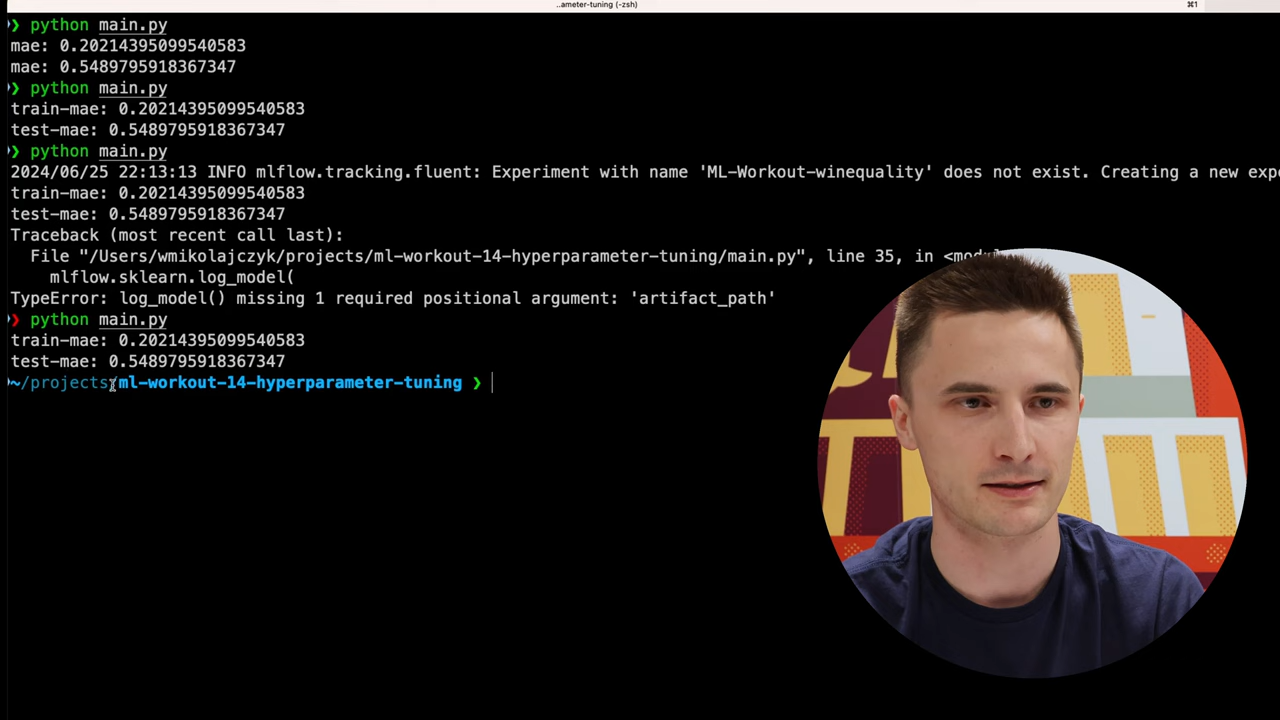 ..ameter-tuning (-zsh) ⌘1
❯ python main.py
mae: 0.20214395099540583
mae: 0.5489795918367347
❯ python main.py
train-mae: 0.20214395099540583
test-mae: 0.5489795918367347
❯ python main.py
2024/06/25 22:13:13 INFO mlflow.tracking.fluent: Experiment with name 'ML-Workout-winequality' does not exist. Creating a new expe
train-mae: 0.20214395099540583
test-mae: 0.5489795918367347
Traceback (most recent call last):
File "/Users/wmikolajczyk/projects/ml-workout-14-hyperparameter-tuning/main.py", line 35, in <modul
mlflow.sklearn.log_model(
TypeError: log_model() missing 1 required positional argument: 'artifact_path'
❯ python main.py
train-mae: 0.20214395099540583
test-mae: 0.5489795918367347
~/projects/ml-workout-14-hyperparameter-tuning ❯